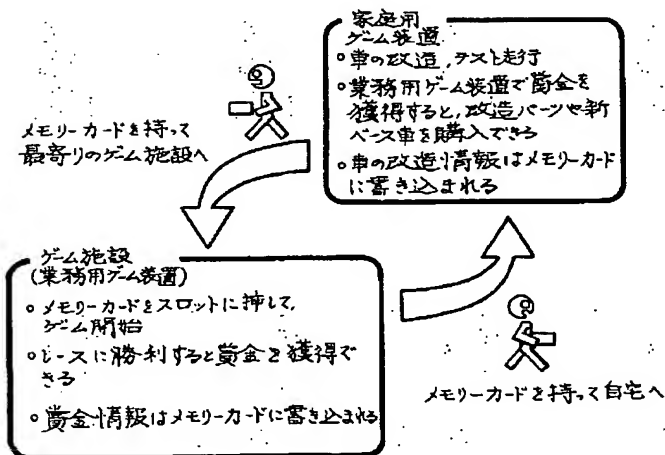 家庭用
ゲーム装置
○車の改造,テスト走行
○業務用ゲーム装置で賞金を
獲得すると,改造パーツや新
ベース車を購入できる
○車の改造情報はメモリーカード
に書き込まれる
メモリーカードを持って
最寄りのゲーム施設へ
ゲーム施設
(業務用ゲーム装置)
○メモリーカードをスロットに挿して,
ゲーム開始
○レースに勝利すると賞金を獲得で
きる
○賞金情報はメモリーカードに書き込まれる
メモリーカードを持って自宅へ